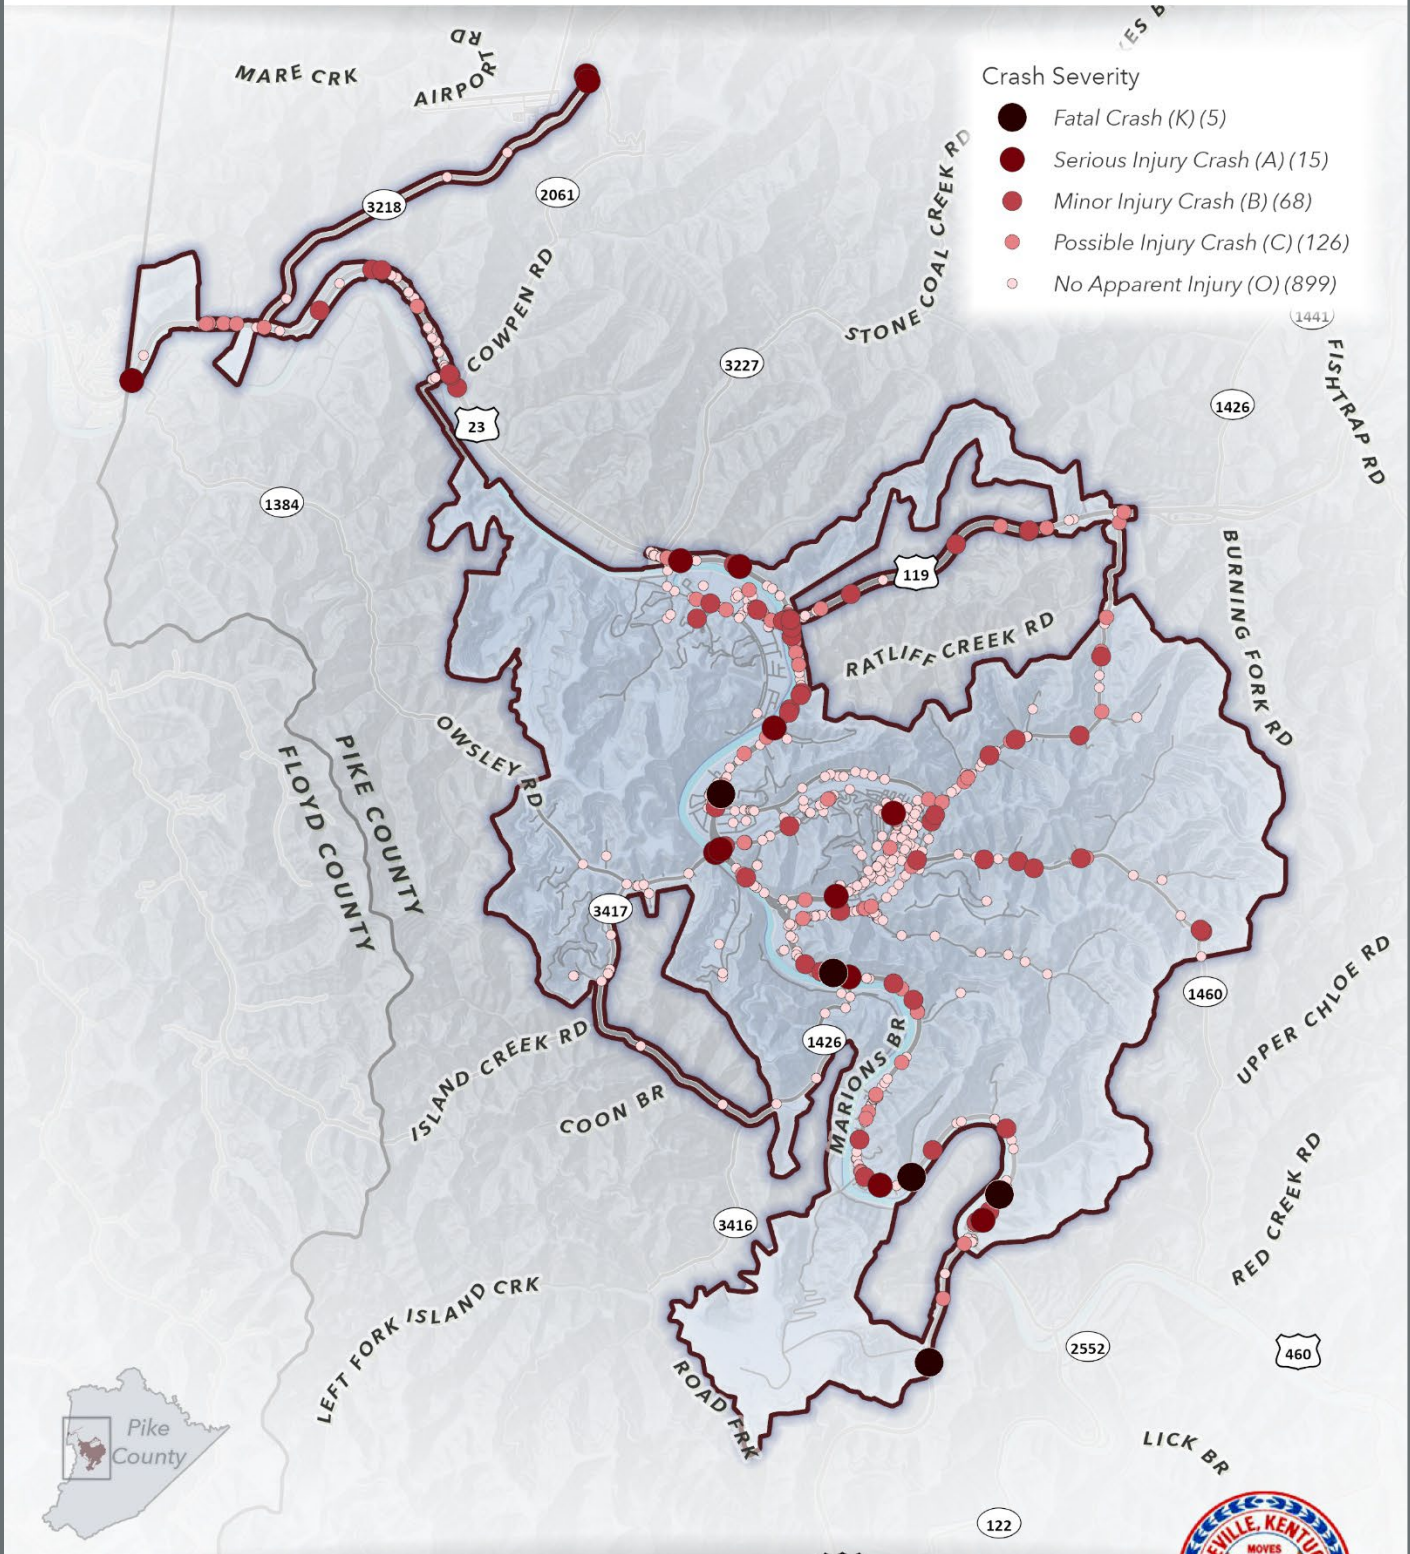 MARE CRK
AIRPORT RD
Crash Severity
Fatal Crash (K) (5)
Serious Injury Crash (A) (15)
Minor Injury Crash (B) (68)
Possible Injury Crash (C) (126)
No Apparent Injury (O) (899)
3218
2061
STONECOAL CREEK RD
1441
COWPEN RD
3227
FISHTRAP RD
1426
23
1384
119
BURNING FORK RD
RATLIFF CREEK RD
OWSLEY RD
PIKE COUNTY
FLOYD COUNTY
3417
1460
UPPER CHLOE RD
ISLAND CREEK RD
1426
MARIONS BR
COON BR
RED CREEK RD
3416
LEFT FORK ISLAND CRK
2552
460
ROAD FRK
Pike
County
LICK BR
122
EVILLE, KENTUC
MOVES